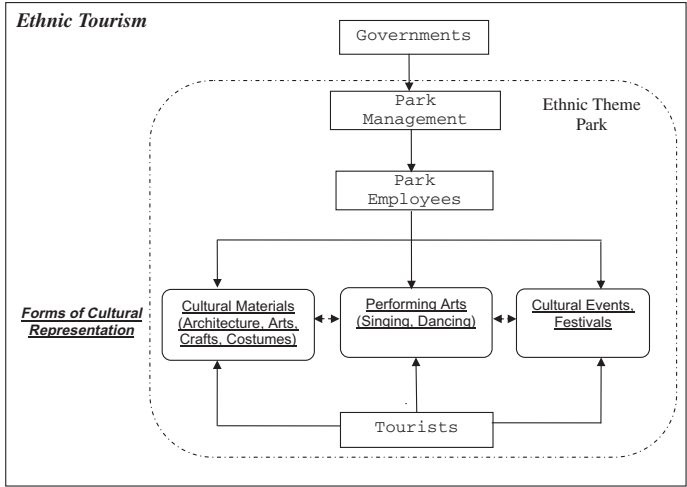 Ethnic Tourism
Governments
Park
Management
Ethnic Theme
Park
Park
Employees
Forms of Cultural
Representation
Cultural Materials
(Architecture, Arts,
Crafts, Costumes)
Performing Arts
(Singing, Dancing)
Cultural Events,
Festivals
Tourists